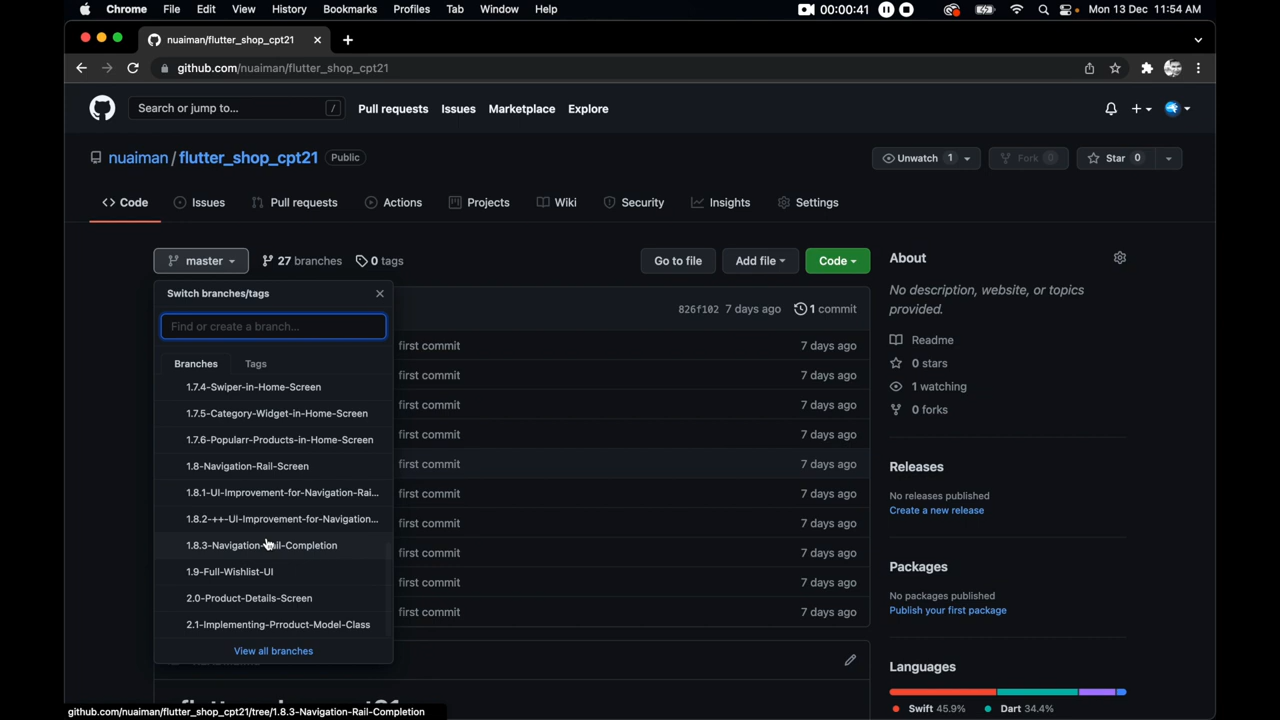 Chrome File Edit View History Bookmarks Profiles Tab Window Help 00:00:41 Mon 13 Dec 11:54 AM
nuaiman/flutter_shop_cpt21
github.com/nuaiman/flutter_shop_cpt21
Search or jump to... / Pull requests Issues Marketplace Explore
nuaiman / flutter_shop_cpt21 Public Unwatch 1 Fork 0 Star 0
Code Issues Pull requests Actions Projects Wiki Security Insights Settings
master 27 branches 0 tags Go to file Add file Code
Switch branches/tags
Find or create a branch...
Branches Tags
1.7.4-Swiper-in-Home-Screen
1.7.5-Category-Widget-in-Home-Screen
1.7.6-Popularr-Products-in-Home-Screen
1.8-Navigation-Rail-Screen
1.8.1-UI-Improvement-for-Navigation-Rai...
1.8.2-++-UI-Improvement-for-Navigation...
1.8.3-Navigation-Rail-Completion
1.9-Full-Wishlist-UI
2.0-Product-Details-Screen
2.1-Implementing-Prroduct-Model-Class
View all branches
826f102 7 days ago 1 commit
first commit 7 days ago
first commit 7 days ago
first commit 7 days ago
first commit 7 days ago
first commit 7 days ago
first commit 7 days ago
first commit 7 days ago
first commit 7 days ago
first commit 7 days ago
first commit 7 days ago
About
No description, website, or topics
provided.
Readme
0 stars
1 watching
0 forks
Releases
No releases published
Create a new release
Packages
No packages published
Publish your first package
Languages
Swift 45.9% Dart 34.4%
github.com/nuaiman/flutter_shop_cpt21/tree/1.8.3-Navigation-Rail-Completion